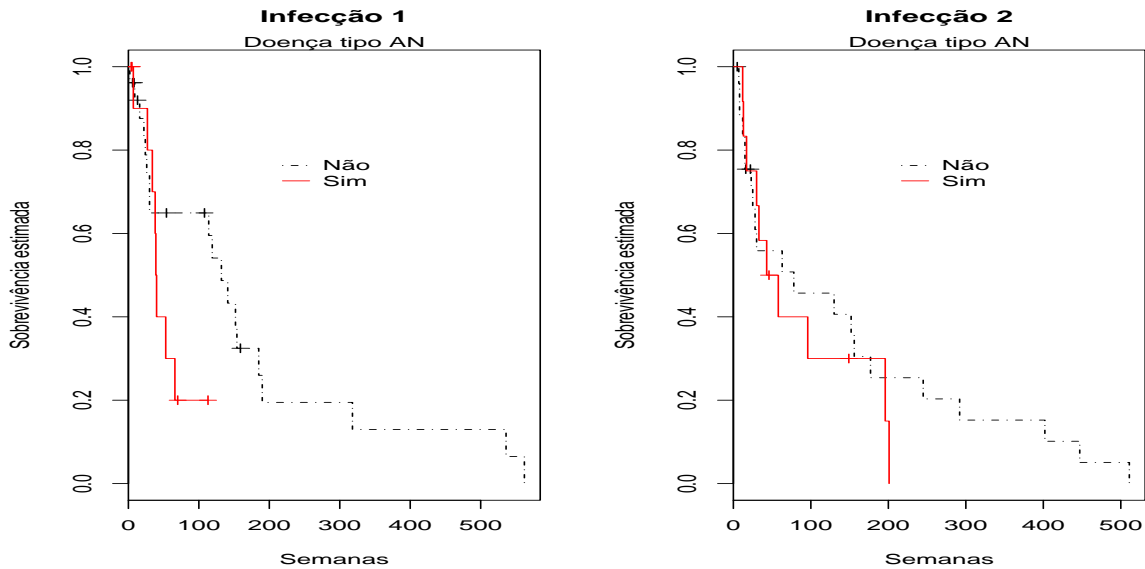 Infecção 1
Doença tipo AN
Sobrevivência estimada
1.0
0.8
0.6
0.4
0.2
0.0
Não
Sim
0 100 200 300 400 500
Semanas
Infecção 2
Doença tipo AN
Sobrevivência estimada
1.0
0.8
0.6
0.4
0.2
0.0
Não
Sim
0 100 200 300 400 500
Semanas